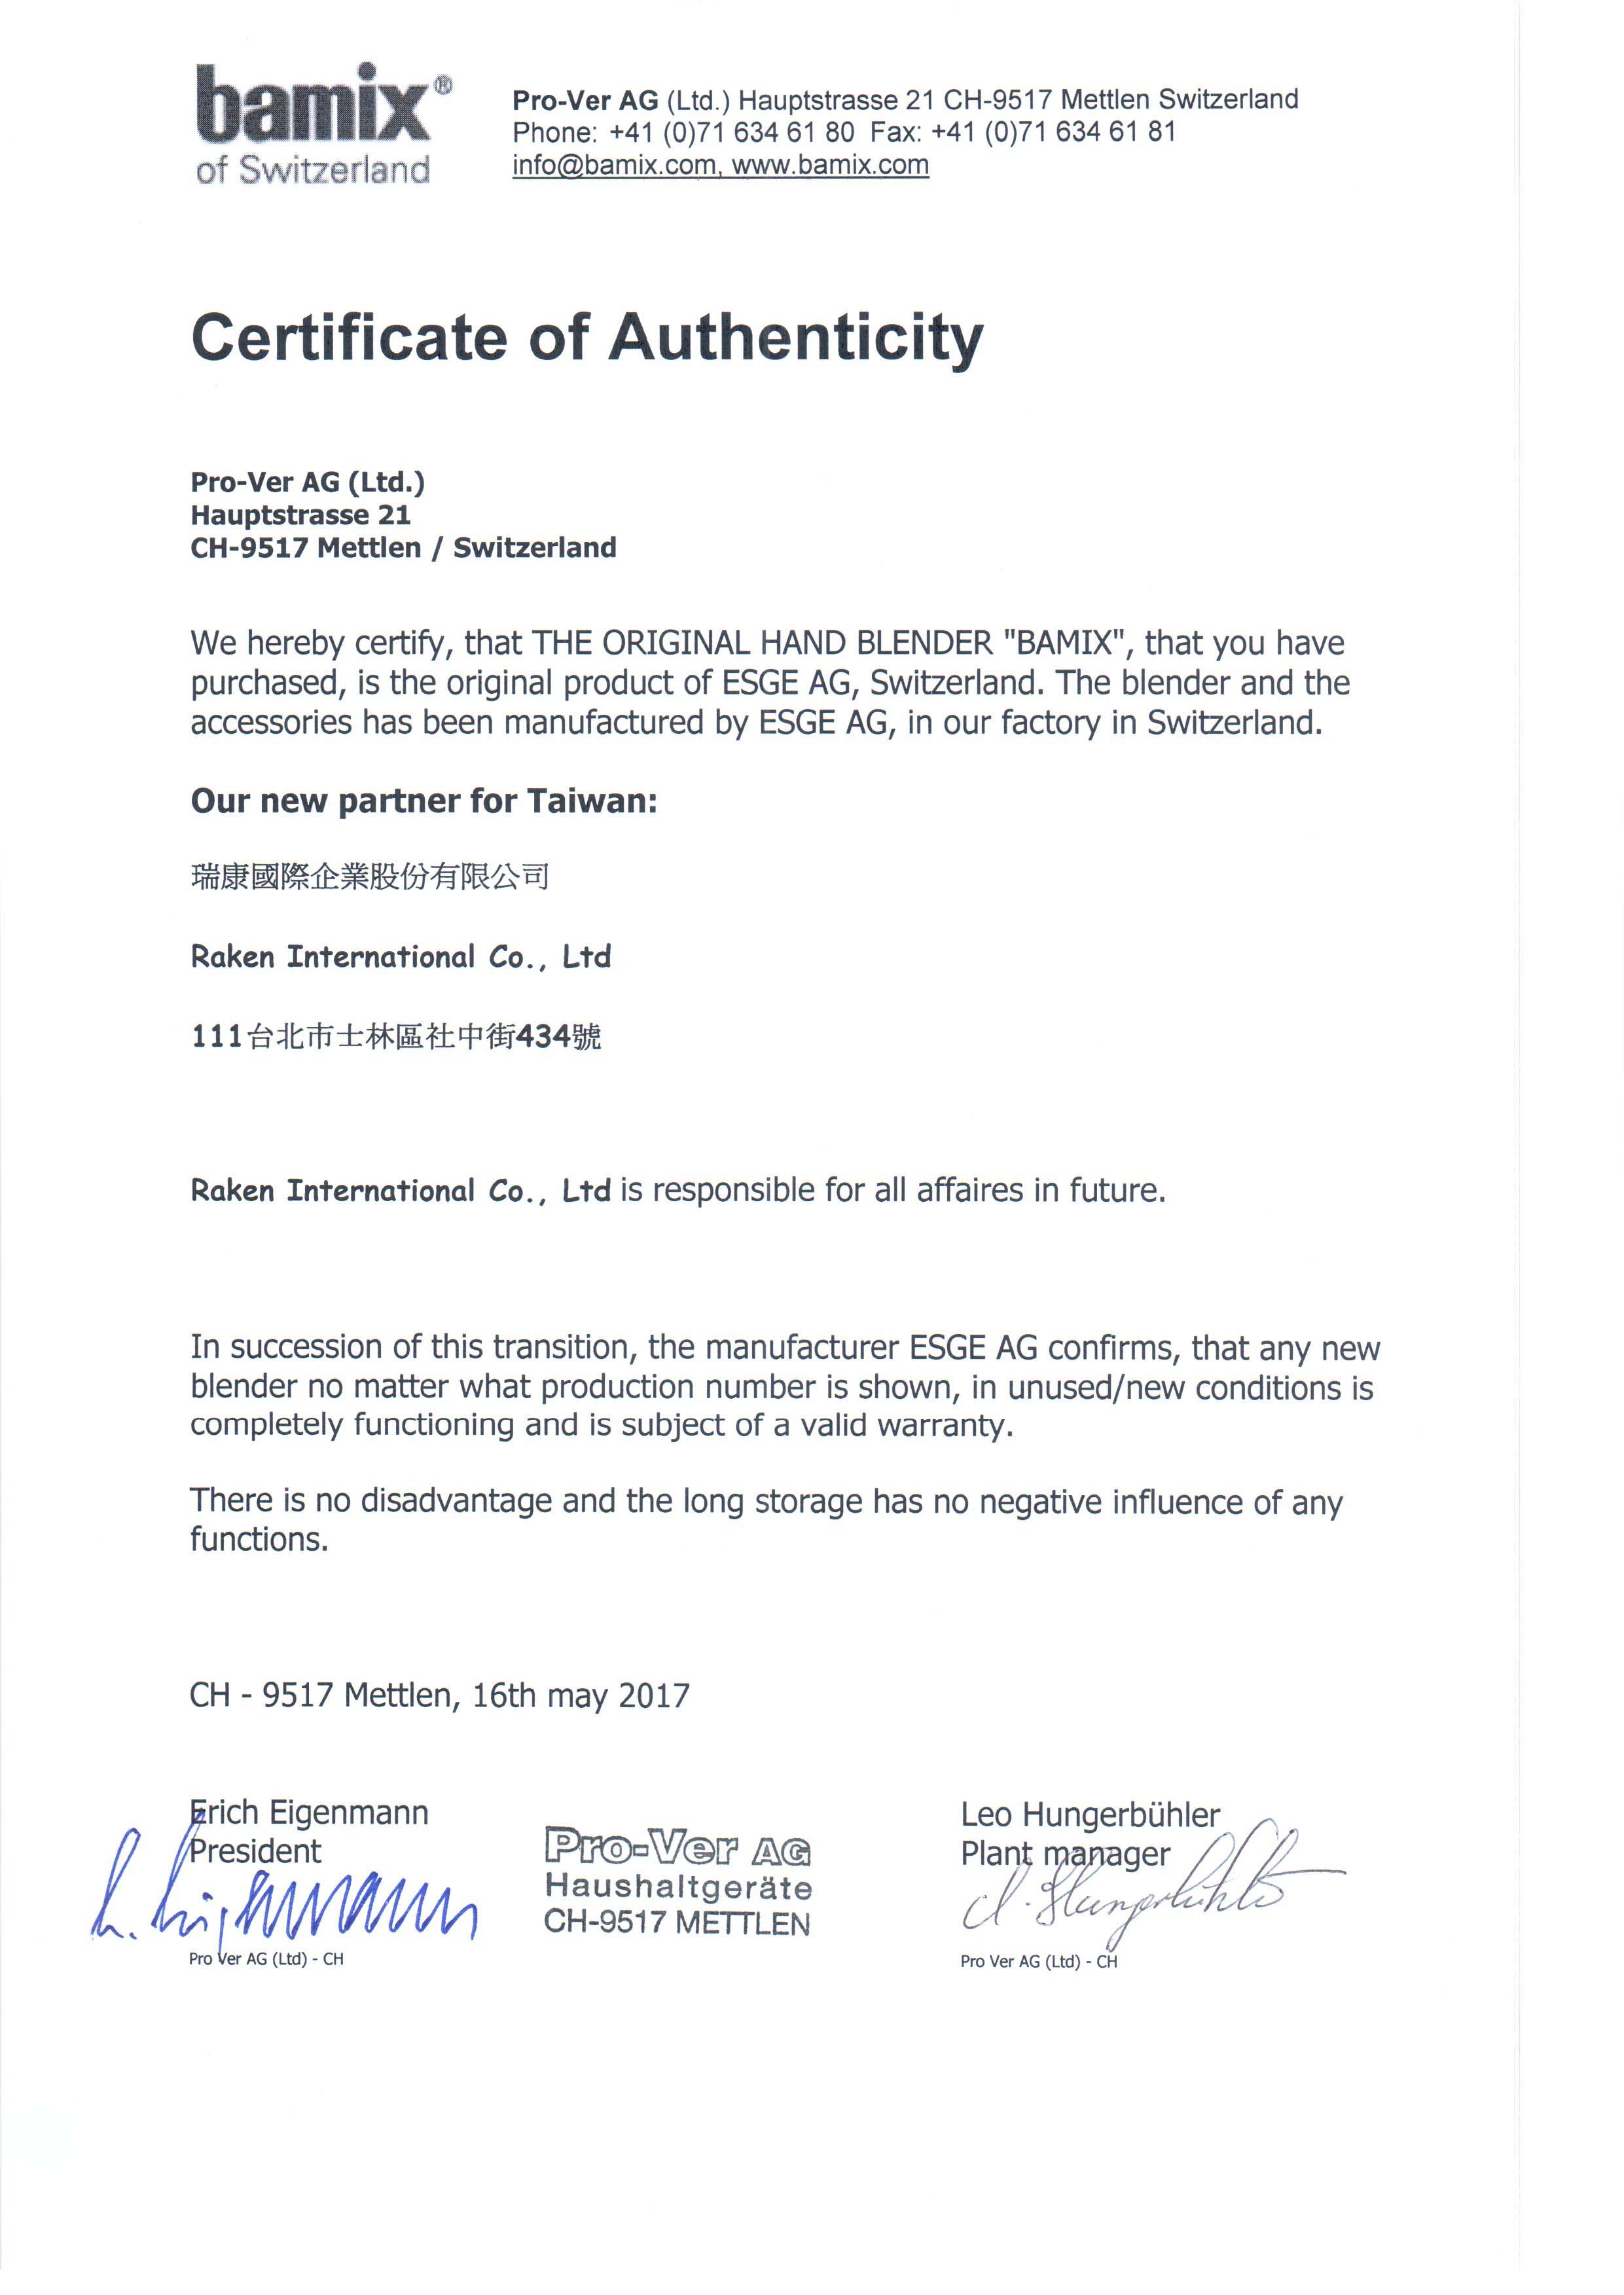 bamix®
of Switzerland
Pro-Ver AG (Ltd.) Hauptstrasse 21 CH-9517 Mettlen Switzerland
Phone: +41 (0)71 634 61 80 Fax: +41 (0)71 634 61 81
info@bamix.com, www.bamix.com
Certificate of Authenticity
Pro-Ver AG (Ltd.)
Hauptstrasse 21
CH-9517 Mettlen / Switzerland
We hereby certify, that THE ORIGINAL HAND BLENDER "BAMIX", that you have
purchased, is the original product of ESGE AG, Switzerland. The blender and the
accessories has been manufactured by ESGE AG, in our factory in Switzerland.
Our new partner for Taiwan:
瑞康國際企業股份有限公司
Raken International Co., Ltd
111台北市士林區社中街434號
Raken International Co., Ltd is responsible for all affaires in future.
In succession of this transition, the manufacturer ESGE AG confirms, that any new
blender no matter what production number is shown, in unused/new conditions is
completely functioning and is subject of a valid warranty.
There is no disadvantage and the long storage has no negative influence of any
functions.
CH - 9517 Mettlen, 16th may 2017
Erich Eigenmann
President
Pro Ver AG (Ltd) - CH
Pro-Ver AG
Haushaltgeräte
CH-9517 METTLEN
Leo Hungerbühler
Plant manager
Pro Ver AG (Ltd) - CH